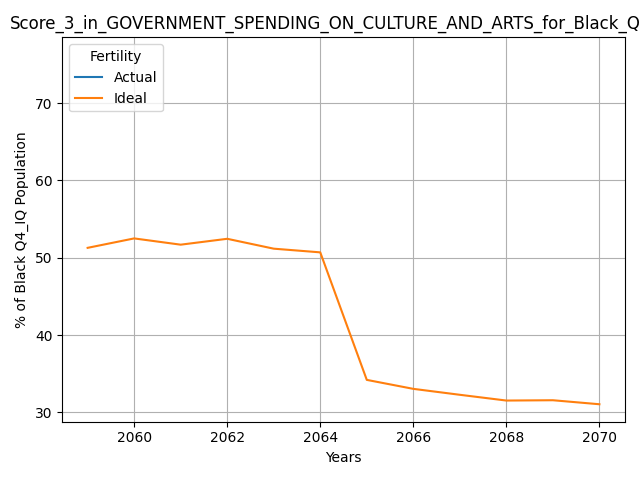 Score_3_in_GOVERNMENT_SPENDING_ON_CULTURE_AND_ARTS_for_Black_Q
Fertility
Actual
Ideal
% of Black Q4_IQ Population
70
60
50
40
30
2060
2062
2064
2066
2068
2070
Years